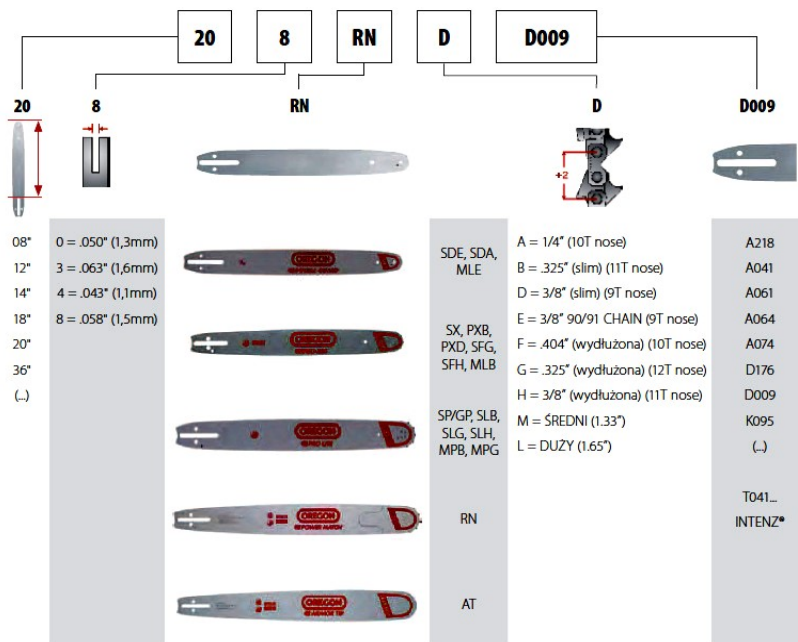 20 8 RN D D009
20 8 RN D D009
+2
08"
12"
14"
18"
20"
36"
(...)
0 = .050" (1,3mm)
3 = .063" (1,6mm)
4 = .043" (1,1mm)
8 = .058" (1,5mm)
OREGON
OREGON
OREGON
OREGON
POWER MATCH
OREGON
ARMOR TIP
SDE, SDA,
MLE
SX, PXB,
PXD, SFG,
SFH, MLB
SP/GP, SLB,
SLG, SLH,
MPB, MPG
RN
AT
A = 1/4" (10T nose)
B = .325" (slim) (11T nose)
D = 3/8" (slim) (9T nose)
E = 3/8" 90/91 CHAIN (9T nose)
F = .404" (wydłużona) (10T nose)
G = .325" (wydłużona) (12T nose)
H = 3/8" (wydłużona) (11T nose)
M = ŚREDNI (1.33")
L = DUŻY (1.65")
A218
A041
A061
A064
A074
D176
D009
K095
(...)
T041...
INTENZ®